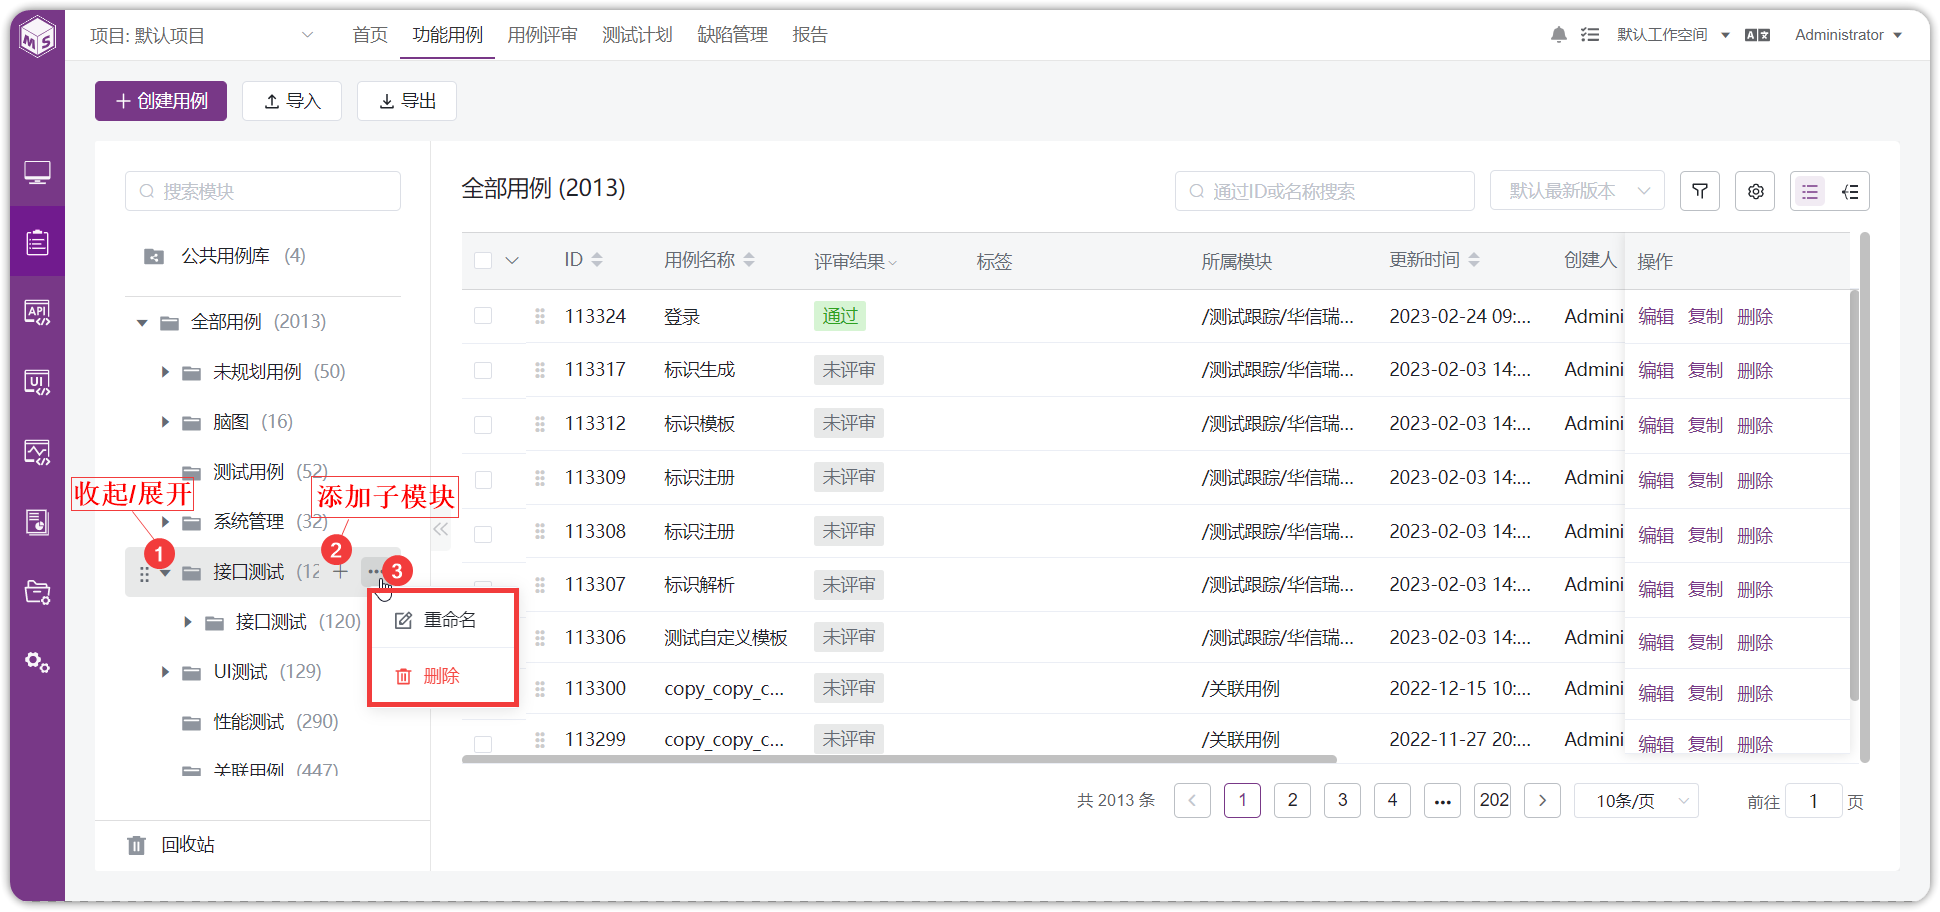 MS
项目: 默认项目
首页 功能用例 用例评审 测试计划 缺陷管理 报告
默认工作空间
Administrator
创建用例 导入 导出
搜索模块
公共用例库 (4)
全部用例 (2013)
未规划用例 (50)
脑图 (16)
测试用例 (52)
收起/展开
添加子模块
系统管理 (32)
1
2
3
接口测试 (12
接口测试 (120)
重命名
删除
UI测试 (129)
性能测试 (290)
关联用例 (447)
回收站
API
UI
全部用例 (2013)
通过ID或名称搜索
默认最新版本
ID 用例名称 评审结果 标签 所属模块 更新时间 创建人 操作
113324 登录 通过 /测试跟踪/华信瑞... 2023-02-24 09:... Admini 编辑 复制 删除
113317 标识生成 未评审 /测试跟踪/华信瑞... 2023-02-03 14:... Admini 编辑 复制 删除
113312 标识模板 未评审 /测试跟踪/华信瑞... 2023-02-03 14:... Admini 编辑 复制 删除
113309 标识注册 未评审 /测试跟踪/华信瑞... 2023-02-03 14:... Admini 编辑 复制 删除
113308 标识注册 未评审 /测试跟踪/华信瑞... 2023-02-03 14:... Admini 编辑 复制 删除
113307 标识解析 未评审 /测试跟踪/华信瑞... 2023-02-03 14:... Admini 编辑 复制 删除
113306 测试自定义模板 未评审 /测试跟踪/华信瑞... 2023-02-03 14:... Admini 编辑 复制 删除
113300 copy_copy_c... 未评审 /关联用例 2022-12-15 10:... Admini 编辑 复制 删除
113299 copy_copy_c... 未评审 /关联用例 2022-11-27 20:... Admini 编辑 复制 删除
共 2013 条 1 2 3 4 ... 202 10条/页 前往 1 页